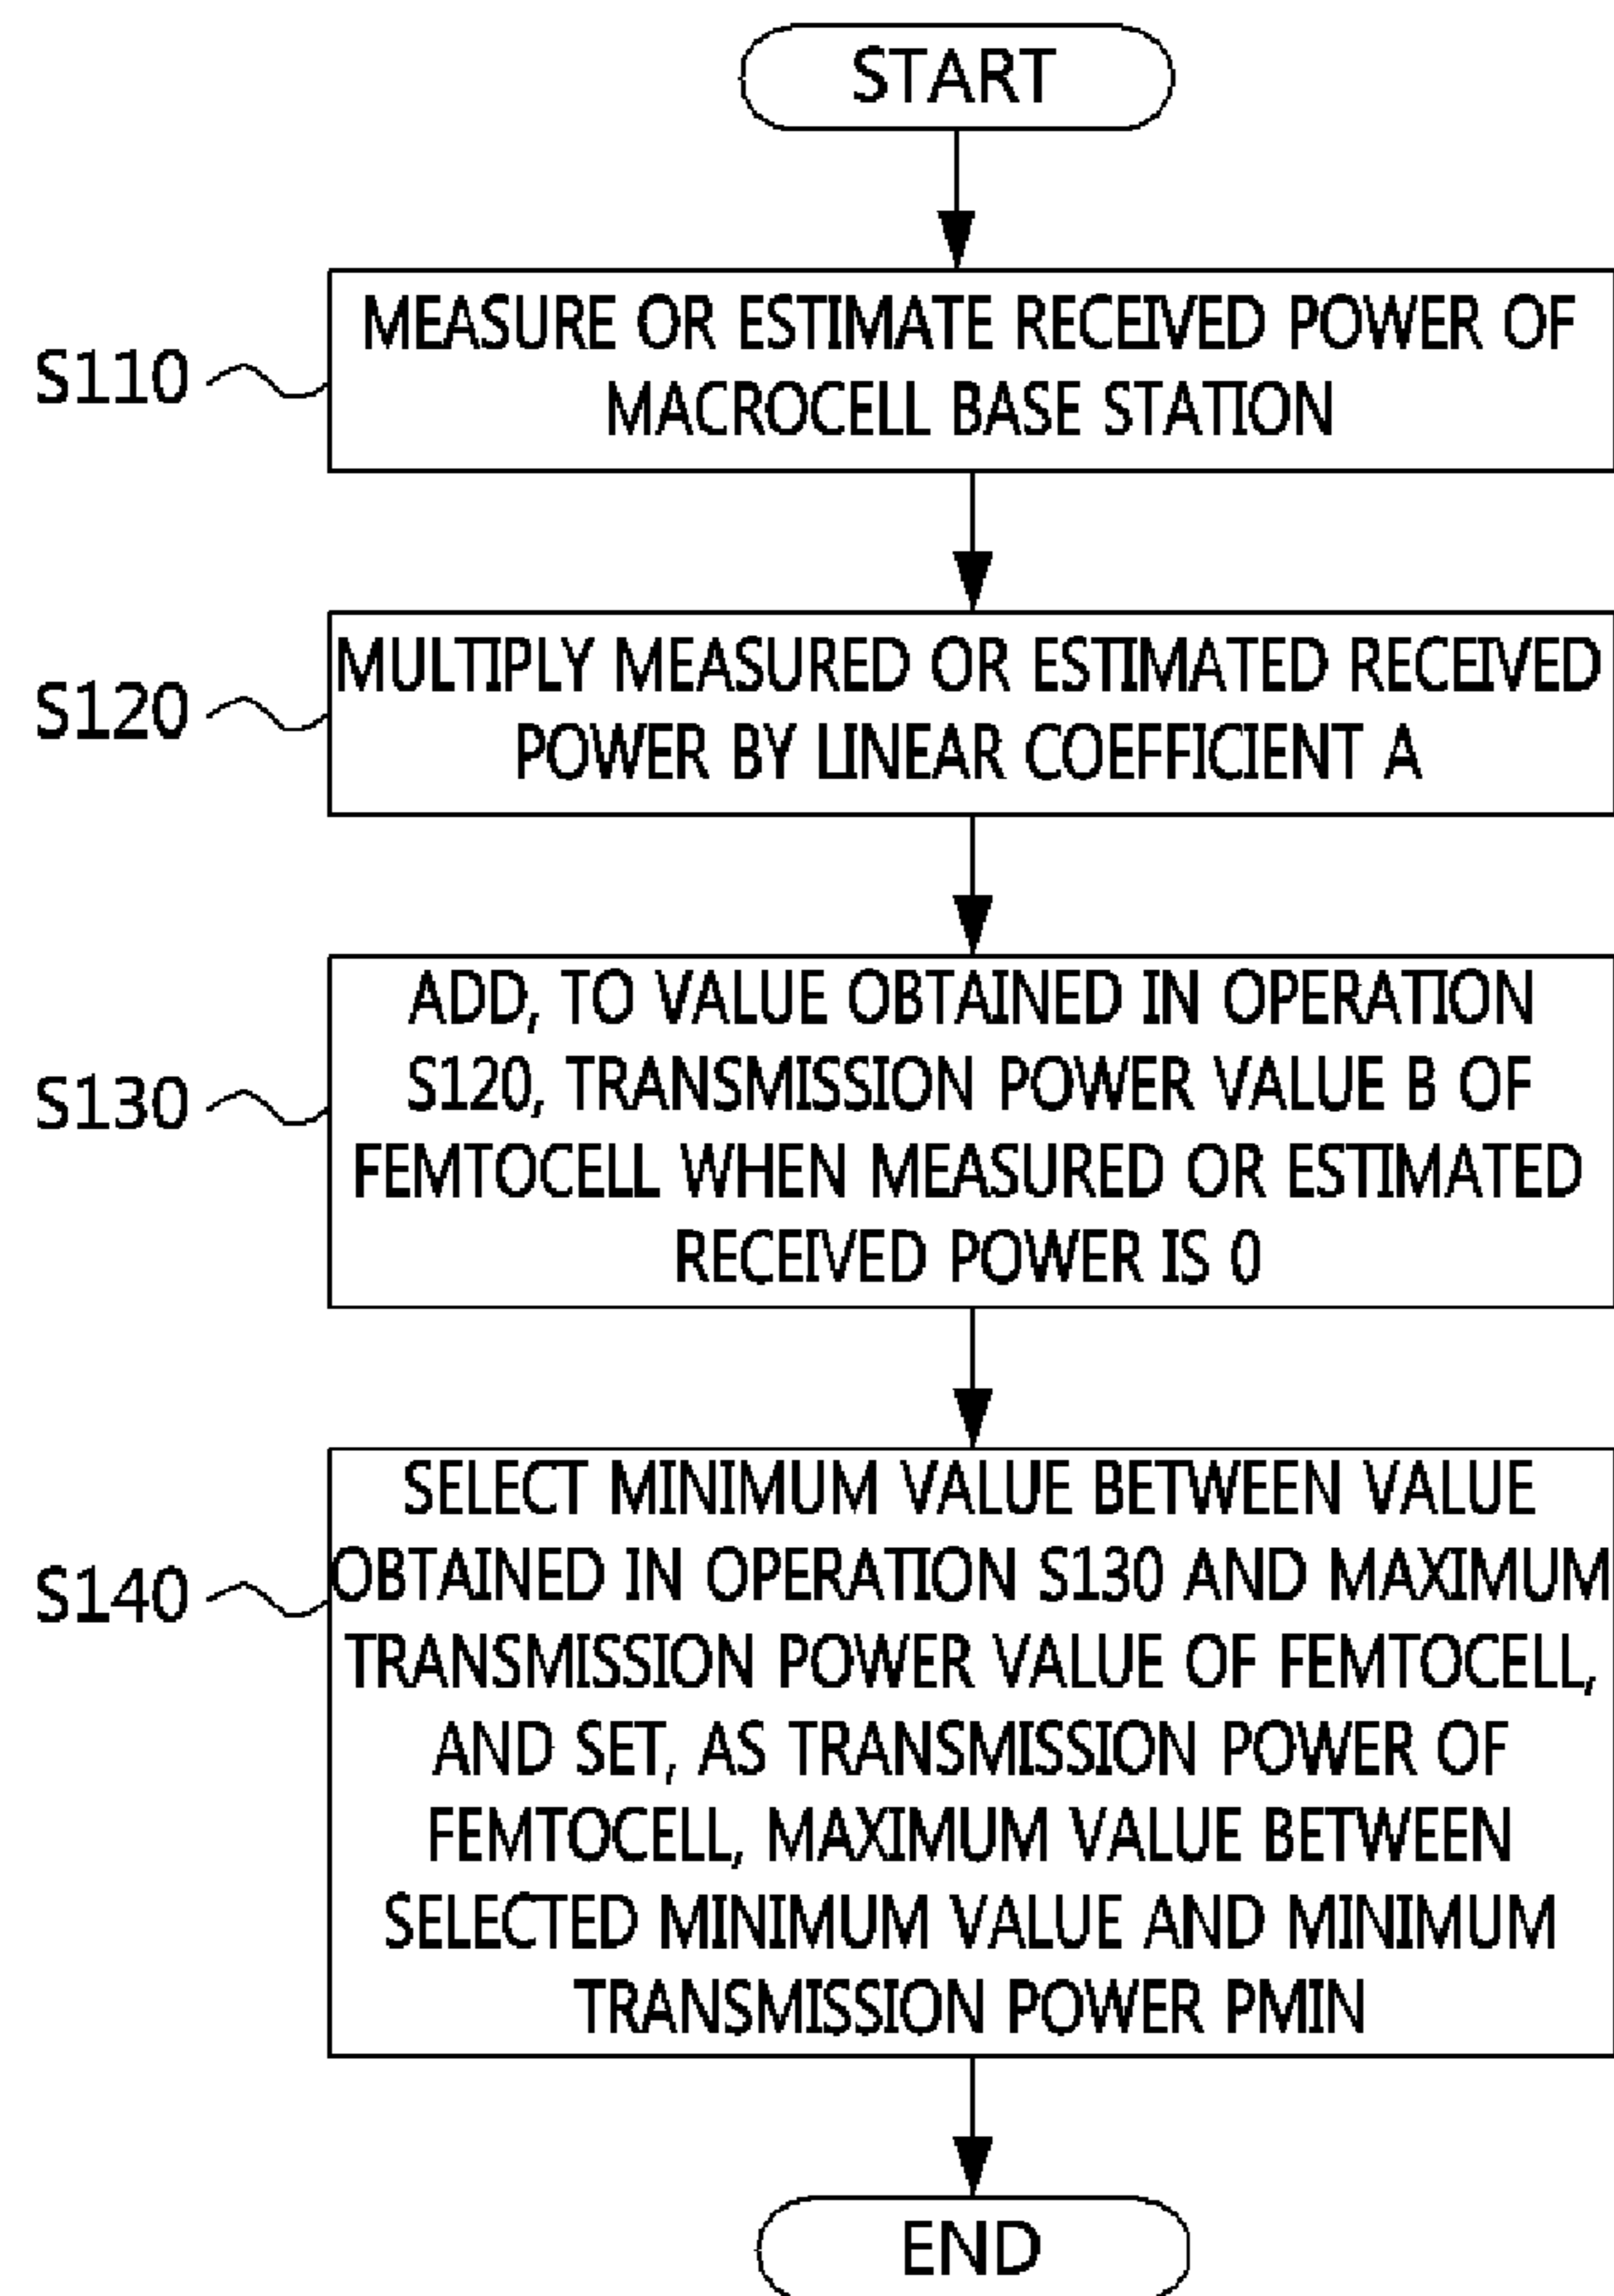 START
S110
MEASURE OR ESTIMATE RECEIVED POWER OF
MACROCELL BASE STATION
S120
MULTIPLY MEASURED OR ESTIMATED RECEIVED
POWER BY LINEAR COEFFICIENT A
S130
ADD, TO VALUE OBTAINED IN OPERATION
S120, TRANSMISSION POWER VALUE B OF
FEMTOCELL WHEN MEASURED OR ESTIMATED
RECEIVED POWER IS 0
S140
SELECT MINIMUM VALUE BETWEEN VALUE
OBTAINED IN OPERATION S130 AND MAXIMUM
TRANSMISSION POWER VALUE OF FEMTOCELL,
AND SET, AS TRANSMISSION POWER OF
FEMTOCELL, MAXIMUM VALUE BETWEEN
SELECTED MINIMUM VALUE AND MINIMUM
TRANSMISSION POWER PMIN
END